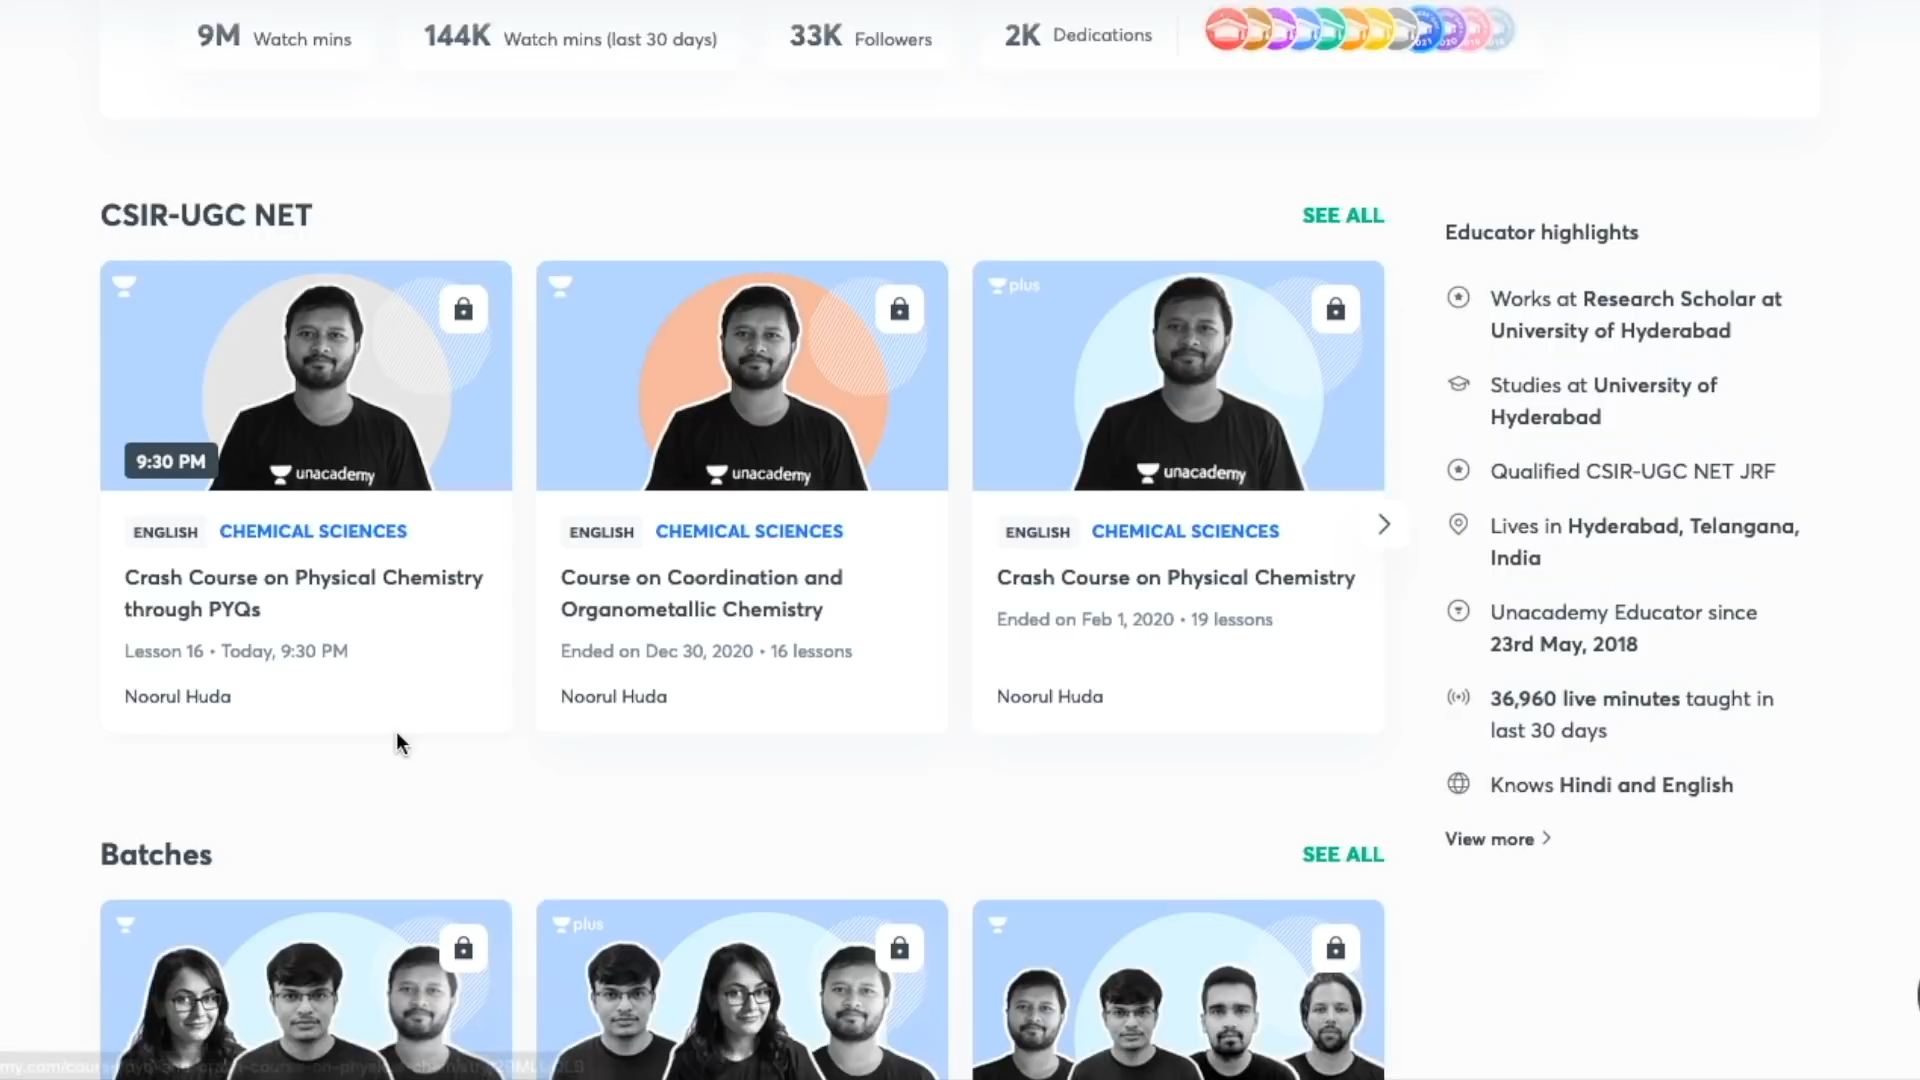 9M Watch mins
144K Watch mins (last 30 days)
33K Followers
2K Dedications
CSIR-UGC NET
SEE ALL
plus
9:30 PM
unacademy
unacademy
unacademy
ENGLISH CHEMICAL SCIENCES
Crash Course on Physical Chemistry
through PYQs
Lesson 16 • Today, 9:30 PM
Noorul Huda
ENGLISH CHEMICAL SCIENCES
Course on Coordination and
Organometallic Chemistry
Ended on Dec 30, 2020 • 16 lessons
Noorul Huda
ENGLISH CHEMICAL SCIENCES
Crash Course on Physical Chemistry
Ended on Feb 1, 2020 • 19 lessons
Noorul Huda
Educator highlights
Works at Research Scholar at
University of Hyderabad
Studies at University of
Hyderabad
Qualified CSIR-UGC NET JRF
Lives in Hyderabad, Telangana,
India
Unacademy Educator since
23rd May, 2018
36,960 live minutes taught in
last 30 days
Knows Hindi and English
View more
Batches
SEE ALL
plus